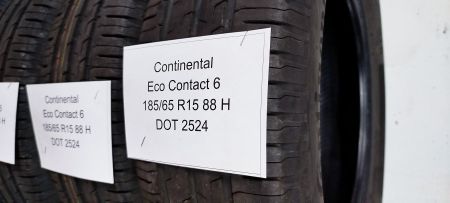 Continental
Eco Contact 6
185/65 R15 88 H
DOT 2524
Continental
Eco Contact 6
185/65 R15 88 H
DOT 2524